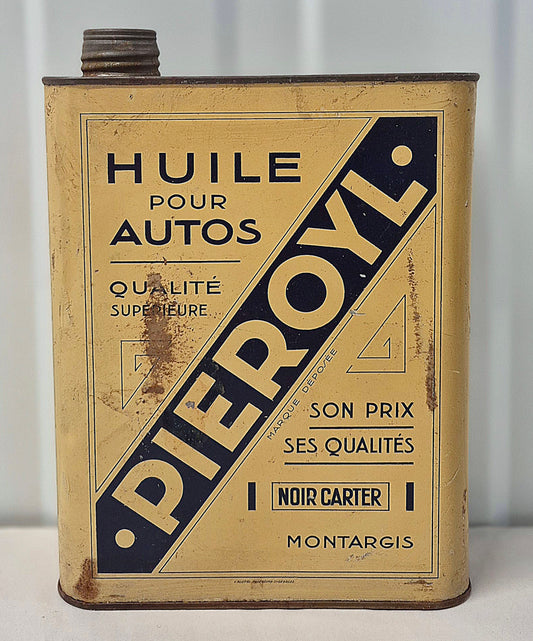 HUILE
POUR
AUTOS
QUALITÉ
SUPÉRIEURE
PIEROYL
MARQUE DÉPOSÉE
SON PRIX
SES QUALITÉS
NOIR CARTER
MONTARGIS